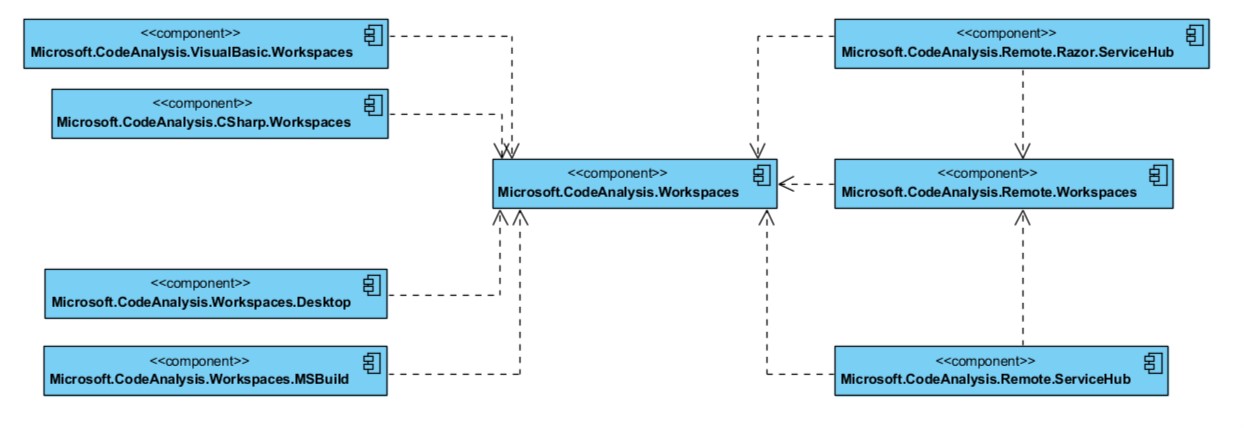 <<component>>
Microsoft.CodeAnalysis.VisualBasic.Workspaces
<<component>>
Microsoft.CodeAnalysis.Remote.Razor.ServiceHub
<<component>>
Microsoft.CodeAnalysis.CSharp.Workspaces
<<component>>
Microsoft.CodeAnalysis.Workspaces
<<component>>
Microsoft.CodeAnalysis.Remote.Workspaces
<<component>>
Microsoft.CodeAnalysis.Workspaces.Desktop
<<component>>
Microsoft.CodeAnalysis.Workspaces.MSBuild
<<component>>
Microsoft.CodeAnalysis.Remote.ServiceHub